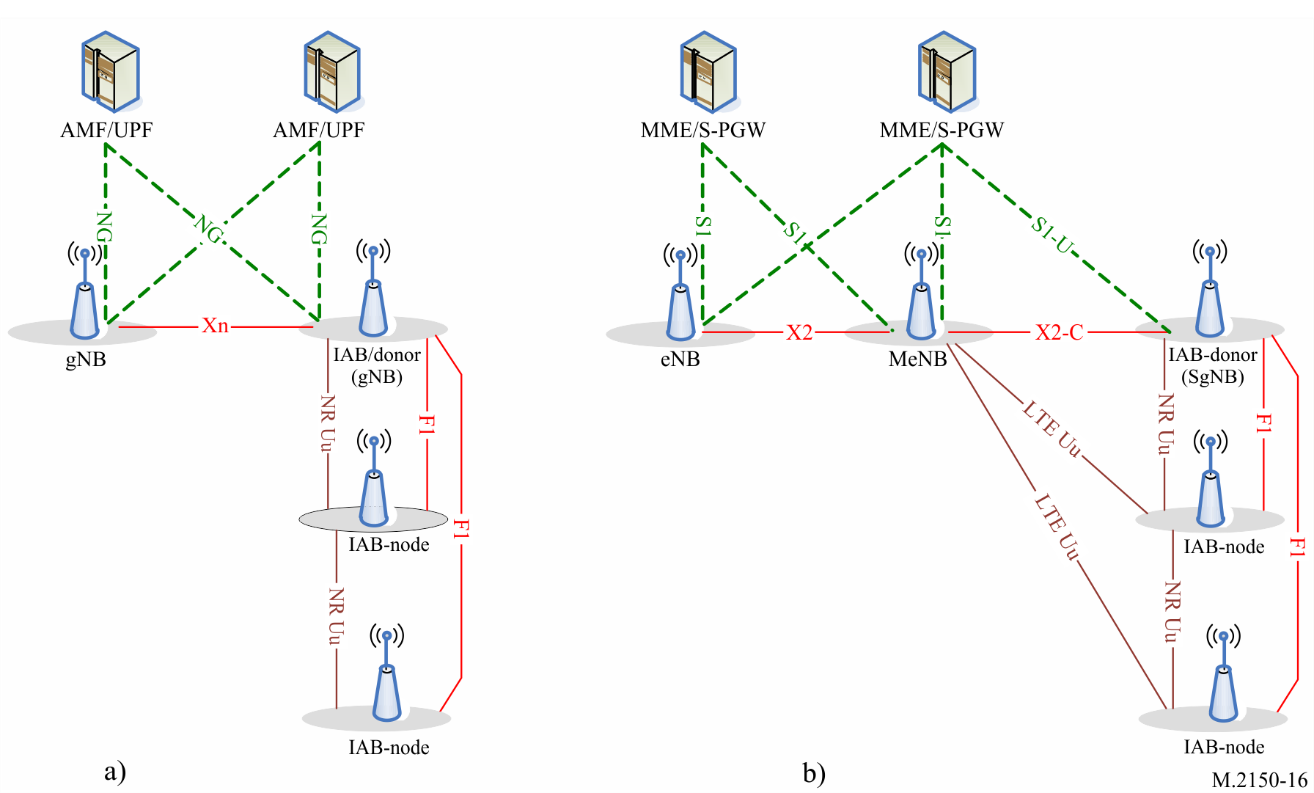 AMF/UPF
AMF/UPF
NG
NG
NG
Xn
gNB
IAB/donor
(gNB)
NR Uu
F1
F1
IAB-node
NR Uu
IAB-node
a)
MME/S-PGW
MME/S-PGW
S1
S1
S1
S1-U
X2
X2-C
eNB
MeNB
IAB-donor
(SgNB)
LTE Uu
LTE Uu
NR Uu
F1
F1
IAB-node
NR Uu
IAB-node
b)
M.2150-16